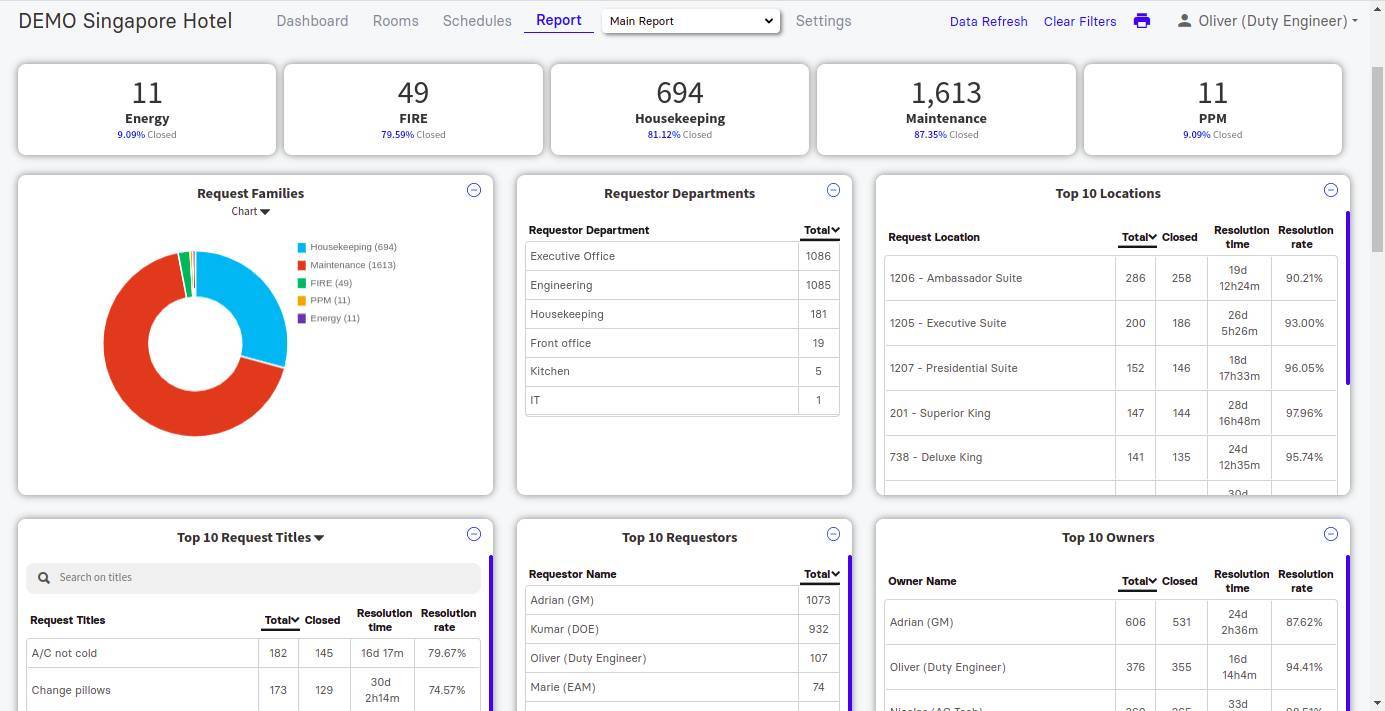 DEMO Singapore Hotel Dashboard Rooms Schedules Report Main Report Settings Data Refresh Clear Filters Oliver (Duty Engineer)
11 49 694 1,613 11
Energy FIRE Housekeeping Maintenance PPM
9.09% Closed 79.59% Closed 81.12% Closed 87.35% Closed 9.09% Closed
Request Families
Chart
Housekeeping (694)
Maintenance (1613)
FIRE (49)
PPM (11)
Energy (11)
Requestor Departments
Requestor Department Total
Executive Office 1086
Engineering 1085
Housekeeping 181
Front office 19
Kitchen 5
IT 1
Top 10 Locations
Request Location Total Closed Resolution time Resolution rate
1206 - Ambassador Suite 286 258 19d 12h24m 90.21%
1205 - Executive Suite 200 186 26d 5h26m 93.00%
1207 - Presidential Suite 152 146 18d 17h33m 96.05%
201 - Superior King 147 144 28d 16h48m 97.96%
738 - Deluxe King 141 135 24d 12h35m 95.74%
30d
Top 10 Request Titles
Search on titles
Request Titles Total Closed Resolution time Resolution rate
A/C not cold 182 145 16d 17m 79.67%
Change pillows 173 129 30d 2h14m 74.57%
Top 10 Requestors
Requestor Name Total
Adrian (GM) 1073
Kumar (DOE) 932
Oliver (Duty Engineer) 107
Marie (EAM) 74
Top 10 Owners
Owner Name Total Closed Resolution time Resolution rate
Adrian (GM) 606 531 24d 2h36m 87.62%
Oliver (Duty Engineer) 376 355 16d 14h4m 94.41%
33d